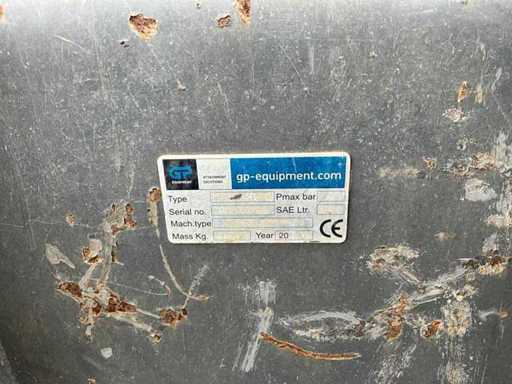 GP
EQUIPMENT
ATTACHMENT
SOLUTIONS
gp-equipment.com
Type Pmax bar
Serial no. SAE Ltr.
Mach.type
Mass Kg. Year 20
CE